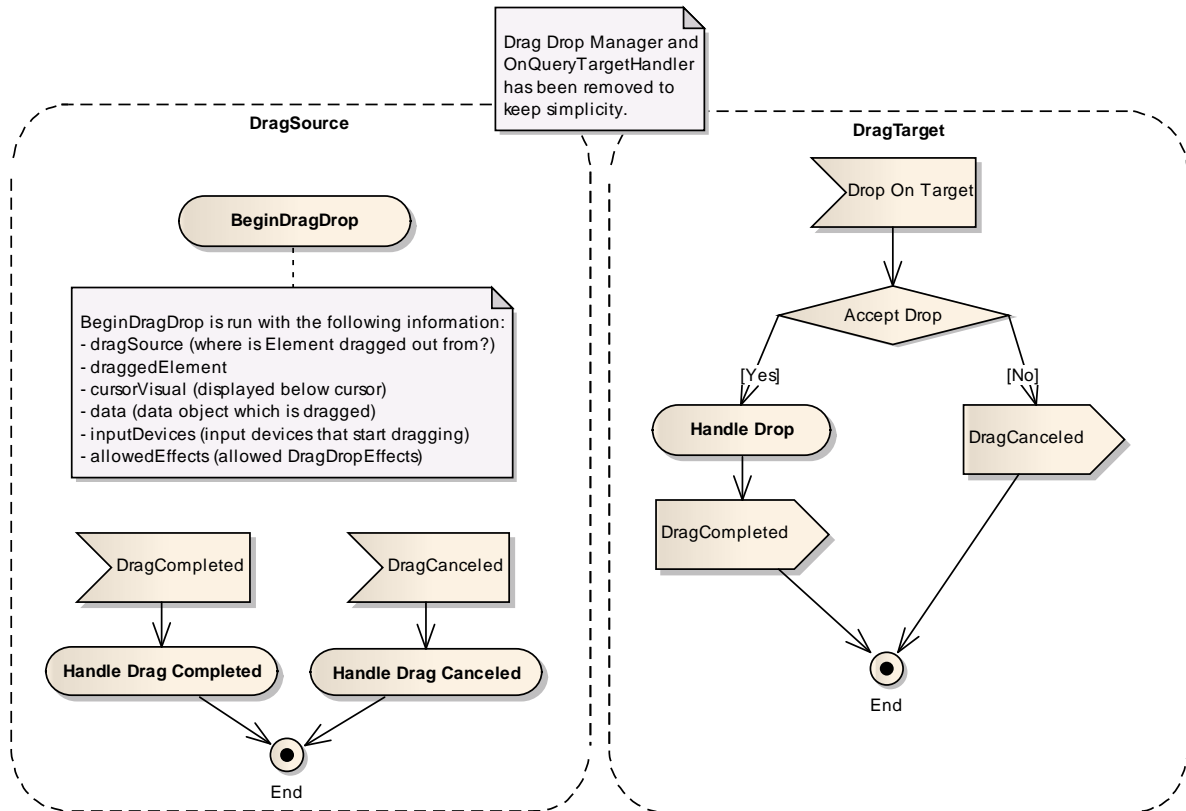 Drag Drop Manager and
OnQueryTargetHandler
has been removed to
keep simplicity.
DragSource
BeginDragDrop
BeginDragDrop is run with the following information:
- dragSource (where is Element dragged out from?)
- draggedElement
- cursorVisual (displayed below cursor)
- data (data object which is dragged)
- inputDevices (input devices that start dragging)
- allowedEffects (allowed DragDropEffects)
DragCompleted
DragCanceled
Handle Drag Completed
Handle Drag Canceled
End
DragTarget
Drop On Target
Accept Drop
[Yes]
[No]
Handle Drop
DragCanceled
DragCompleted
End